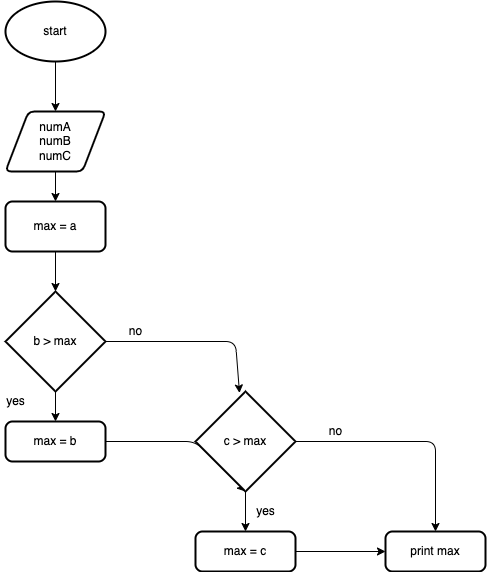 start
numA
numB
numC
max = a
b > max
no
yes
max = b
c > max
no
yes
max = c
print max